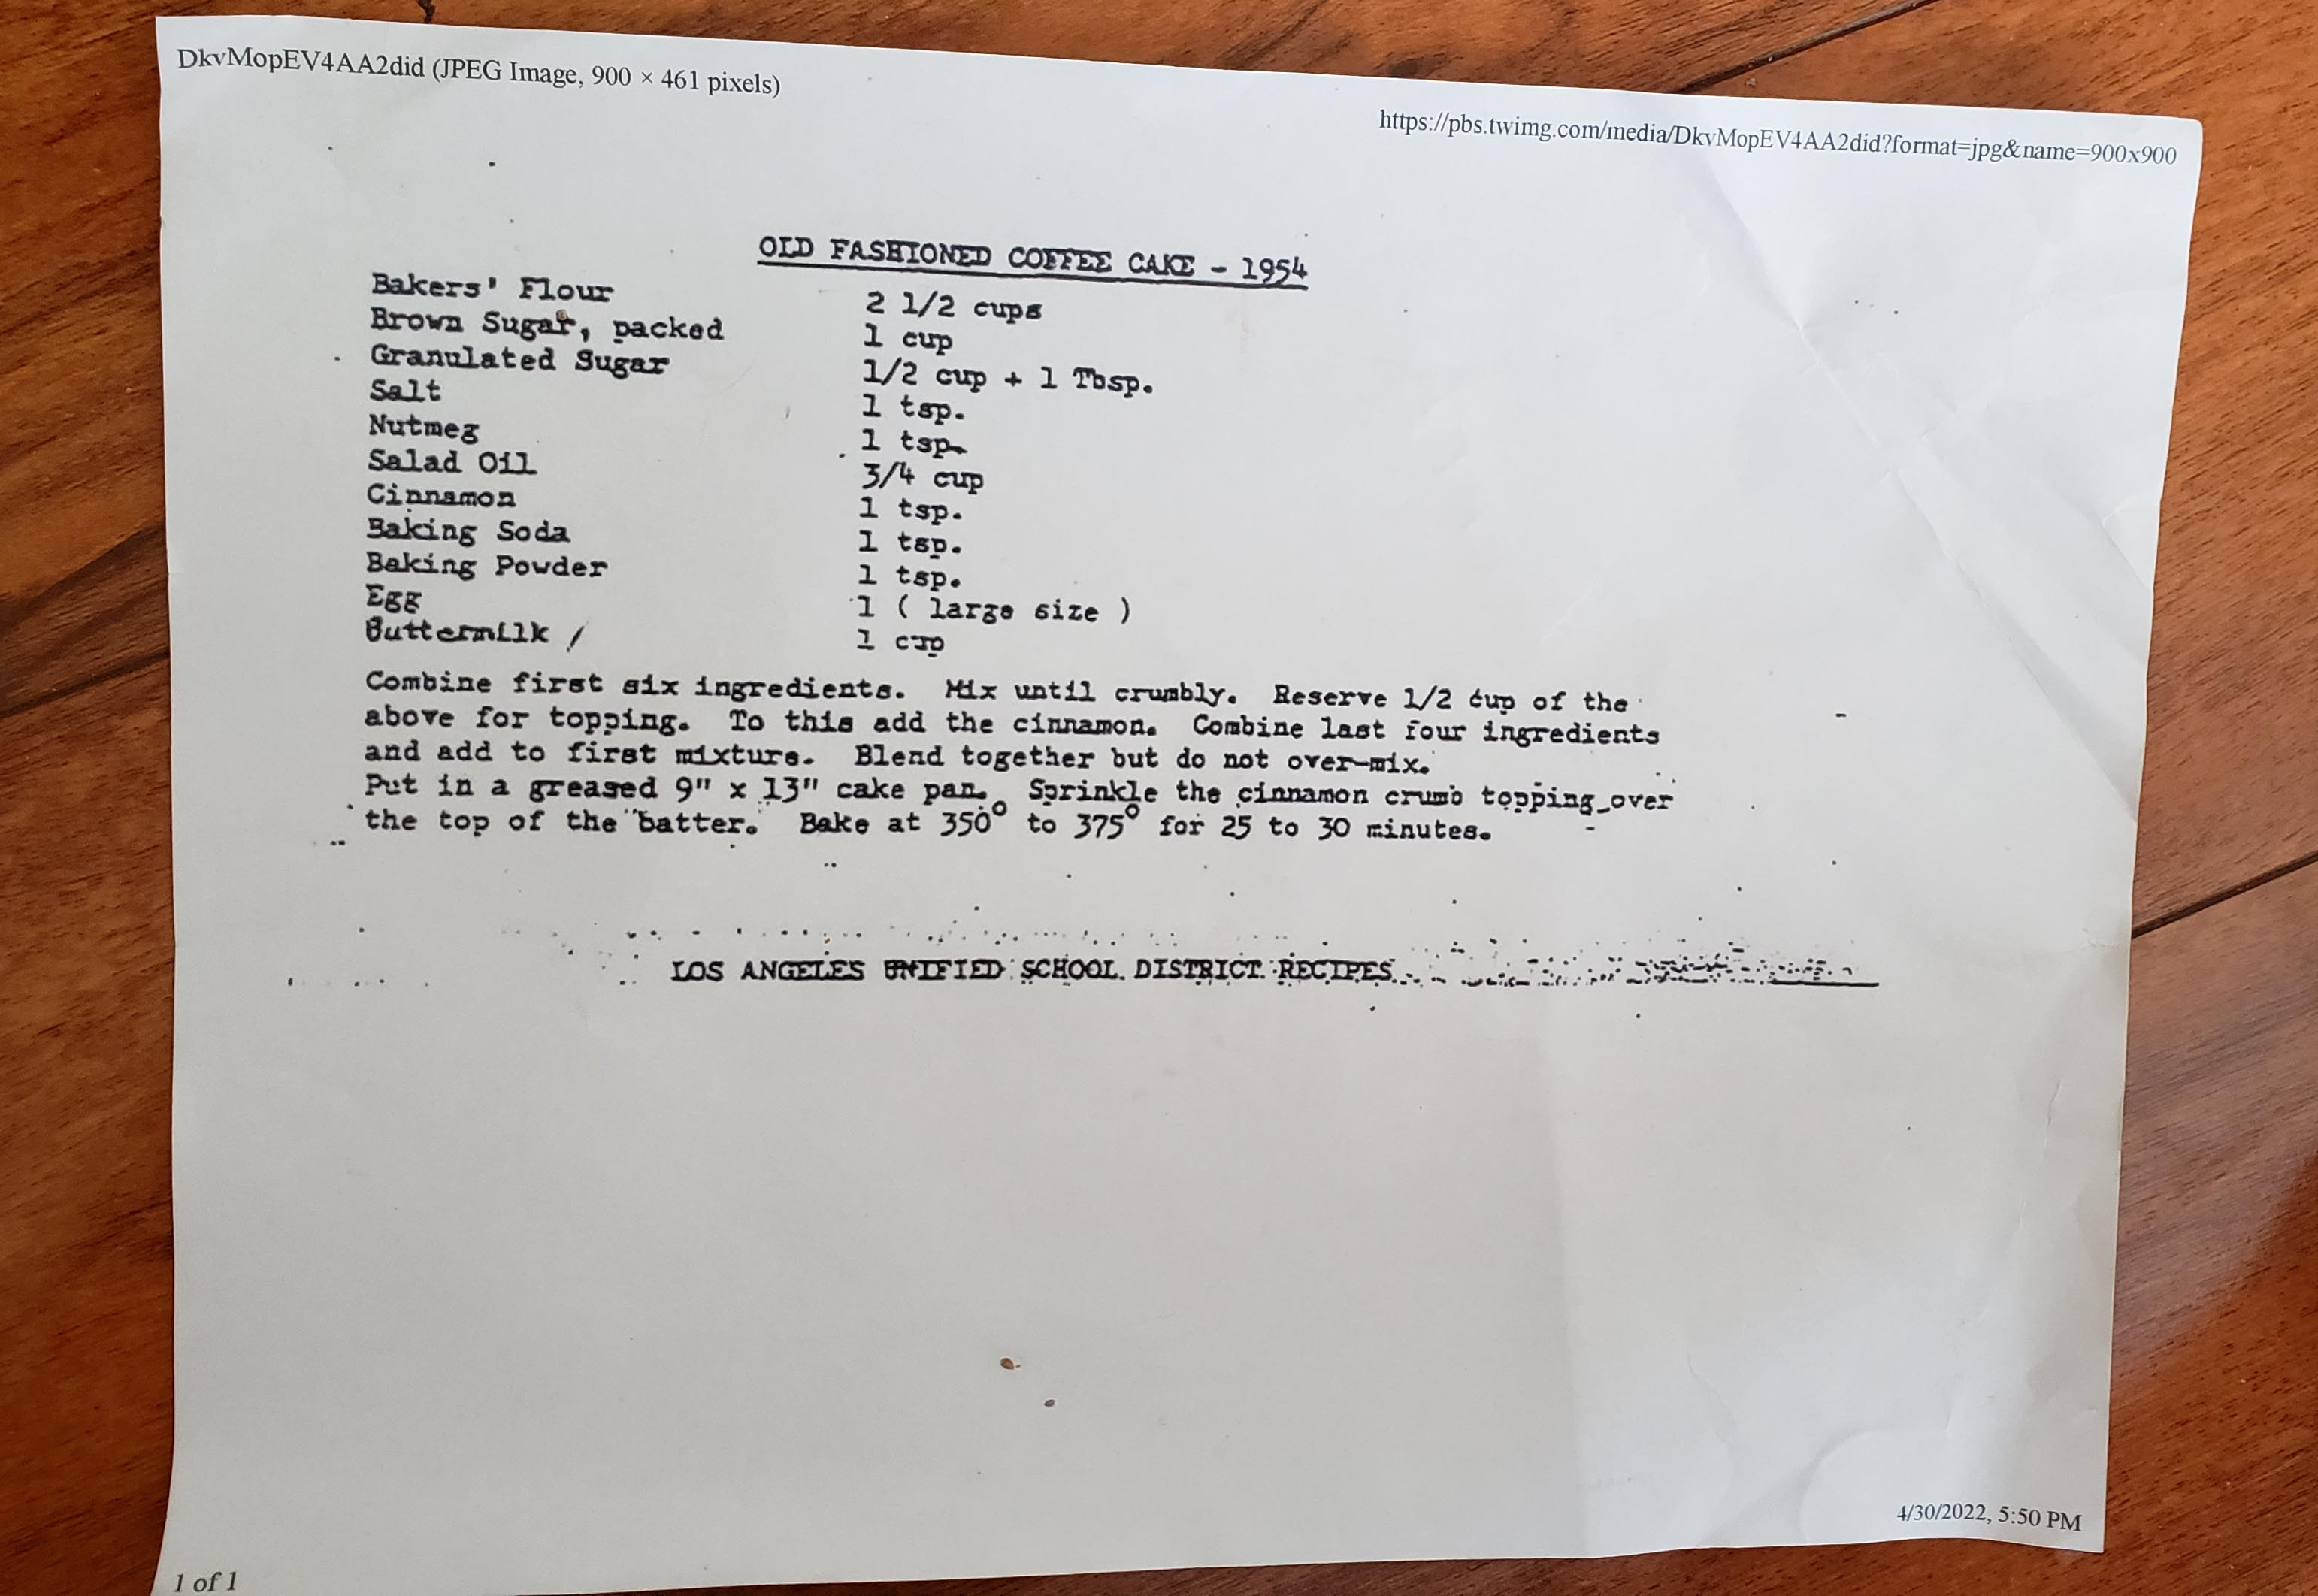 DkvMopEV4AA2did (JPEG Image, 900 × 461 pixels)
https://pbs.twimg.com/media/DkvMopEV4AA2did?format=jpg&name=900x900
OLD FASHIONED COFFEE CAKE - 1954
Bakers' Flour 2 1/2 cups
Brown Sugar, packed 1 cup
Granulated Sugar 1/2 cup + 1 Tbsp.
Salt 1 tsp.
Nutmeg 1 tsp.
Salad Oil 3/4 cup
Cinnamon 1 tsp.
Baking Soda 1 tsp.
Baking Powder 1 tsp.
Egg 1 ( large size )
Buttermilk / 1 cup
Combine first six ingredients. Mix until crumbly. Reserve 1/2 cup of the
above for topping. To this add the cinnamon. Combine last four ingredients
and add to first mixture. Blend together but do not over-mix.
Put in a greased 9" x 13" cake pan. Sprinkle the cinnamon crumb topping over
the top of the batter. Bake at 350° to 375° for 25 to 30 minutes.
LOS ANGELES UNIFIED SCHOOL DISTRICT RECIPES
4/30/2022, 5:50 PM
1 of 1